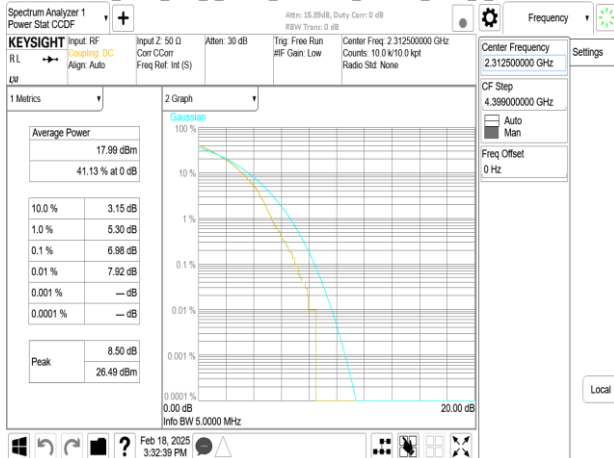 Spectrum Analyzer 1
Power Stat CCDF
Attn: 15.39dB, Duty Corr: 0 dB
RBW Trans: 0 dB
Frequency
KEYSIGHT
RL
Input: RF
Coupling: DC
Align: Auto
Input Z: 50 Ω
Corr CCorr
Freq Ref: Int (S)
Atten: 30 dB
Trig: Free Run
#IF Gain: Low
Center Freq: 2.312500000 GHz
Counts: 10.0 k/10.0 kpt
Radio Std: None
Center Frequency
2.312500000 GHz
Settings
CF Step
4.399000000 GHz
Auto
Man
Freq Offset
0 Hz
Local
1 Metrics
Average Power
17.99 dBm
41.13 % at 0 dB
10.0 % 3.15 dB
1.0 % 5.30 dB
0.1 % 6.98 dB
0.01 % 7.92 dB
0.001 % --- dB
0.0001 % --- dB
Peak
8.50 dB
26.49 dBm
2 Graph
Gaussian
100 %
10 %
1 %
0.1 %
0.01 %
0.001 %
0.0001 %
0.00 dB
20.00 dB
Info BW 5.0000 MHz
?
Feb 18, 2025
3:32:39 PM